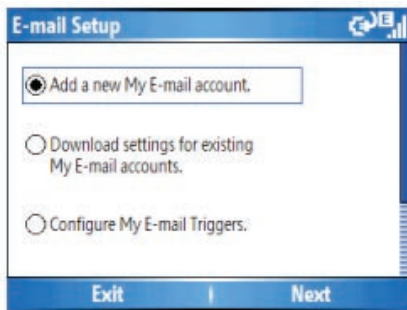 E-mail Setup
Add a new My E-mail account.
Download settings for existing
My E-mail accounts.
Configure My E-mail Triggers.
Exit
Next